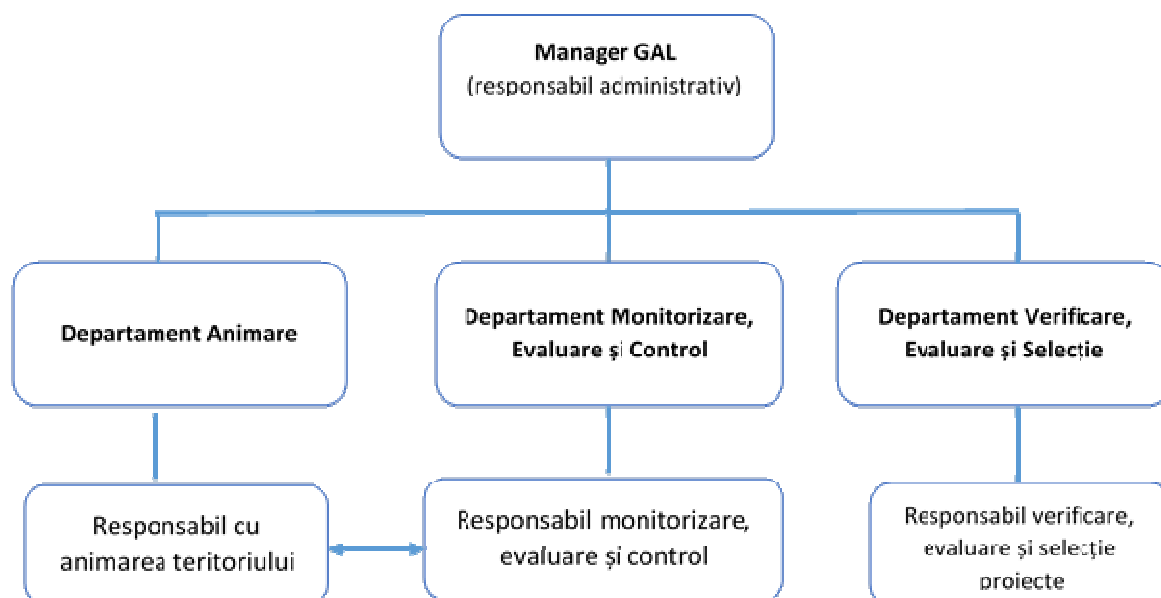 Manager GAL
(responsabil administrativ)
Departament Animare
Departament Monitorizare,
Evaluare și Control
Departament Verificare,
Evaluare și Selecție
Responsabil cu
animarea teritoriului
Responsabil monitorizare,
evaluare și control
Responsabil verificare,
evaluare și selecție
proiecte